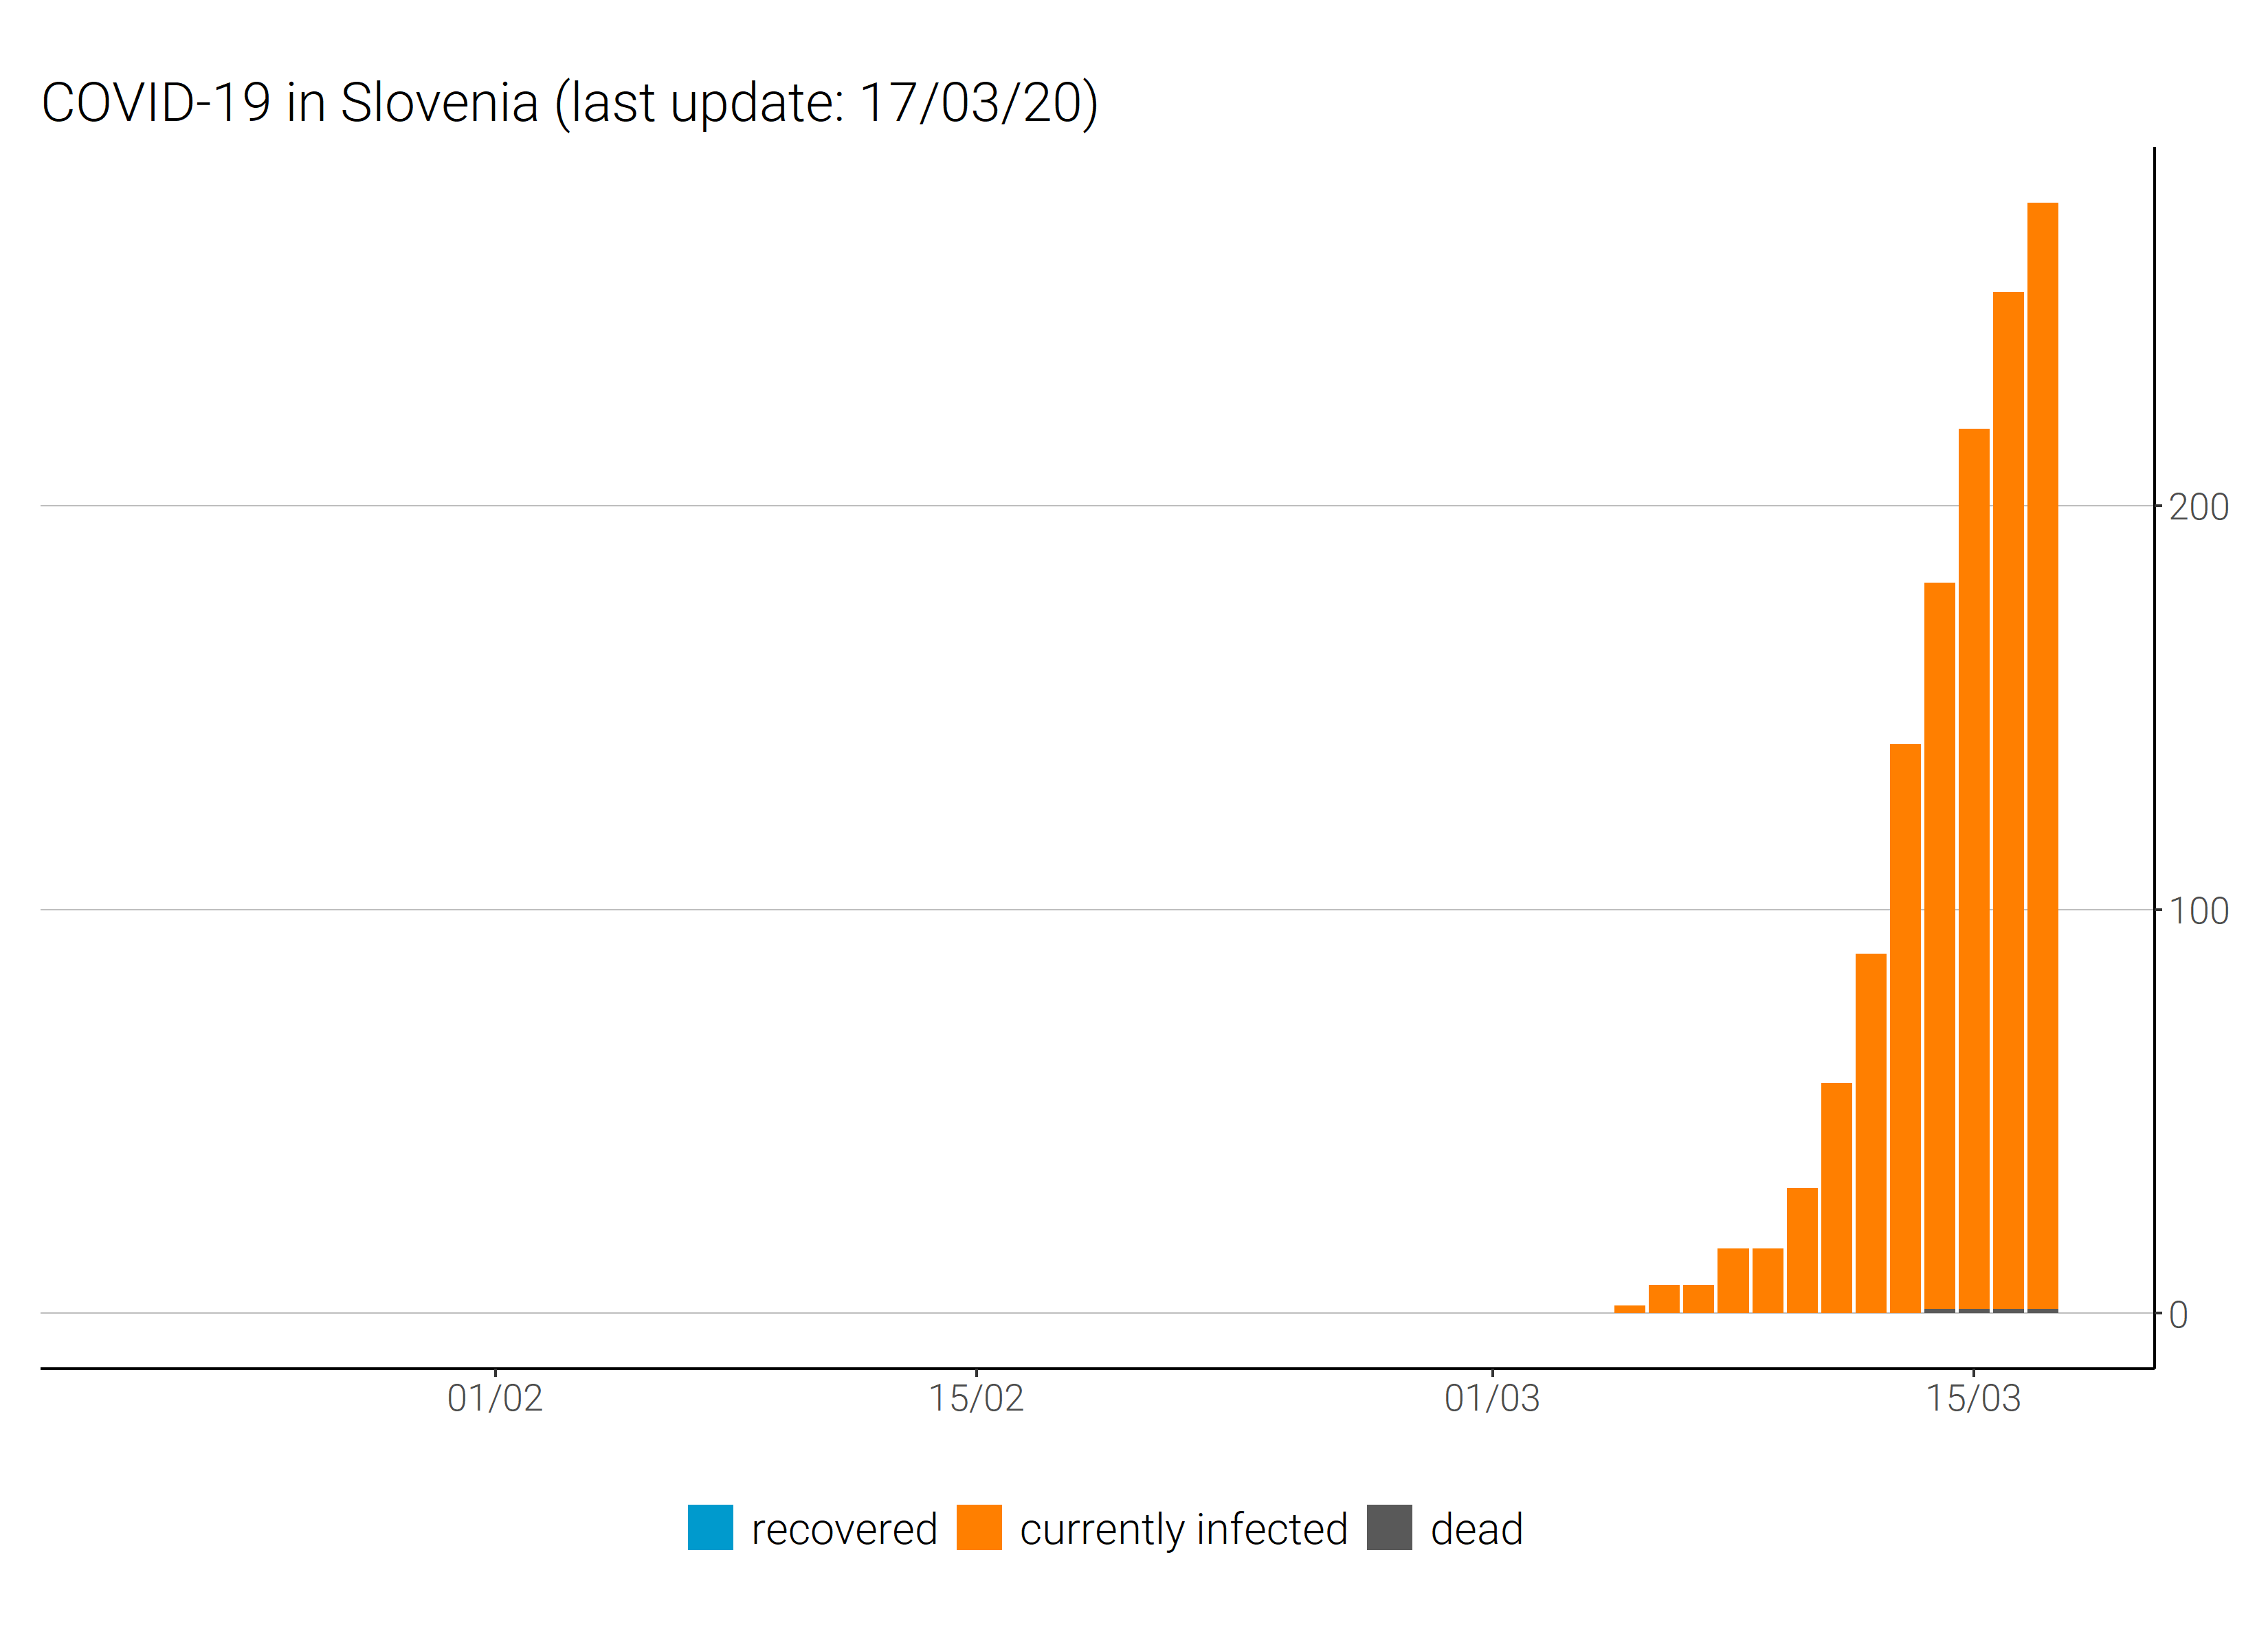 COVID-19 in Slovenia (last update: 17/03/20)
200
100
0
01/02 15/02 01/03 15/03
recovered currently infected dead